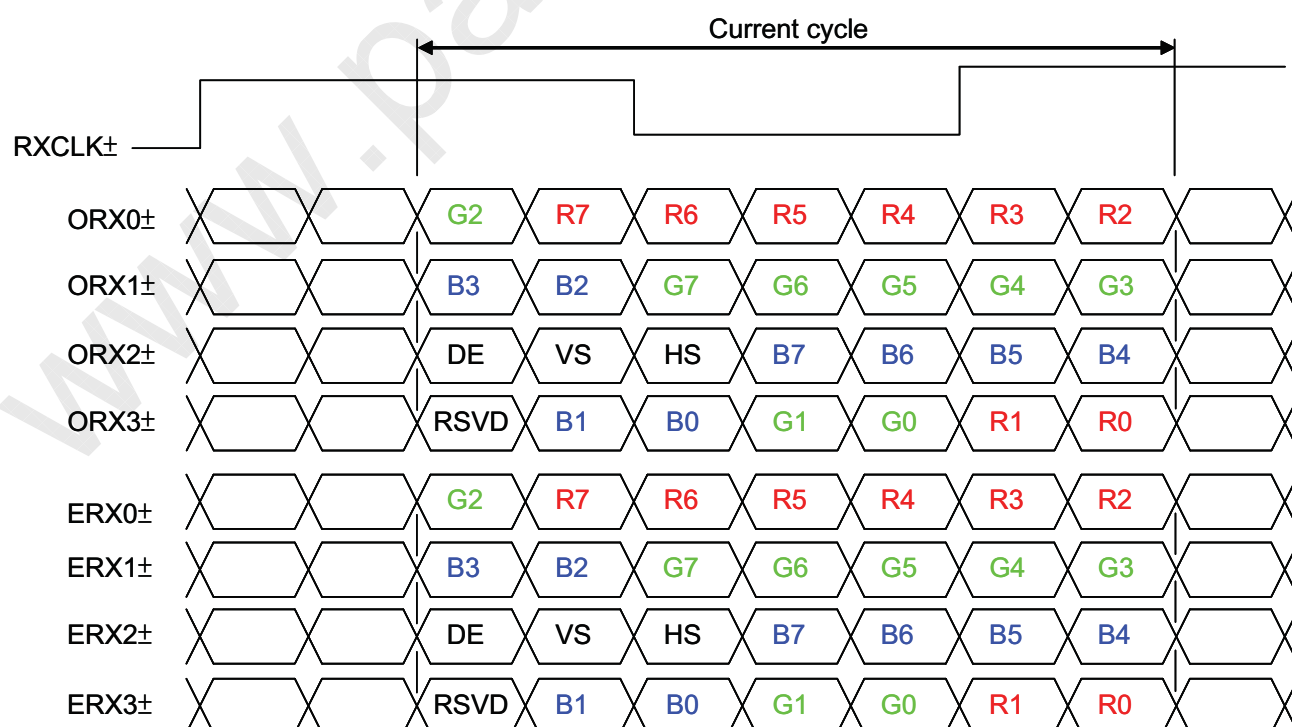 Current cycle
RXCLK±
ORX0± G2 R7 R6 R5 R4 R3 R2
ORX1± B3 B2 G7 G6 G5 G4 G3
ORX2± DE VS HS B7 B6 B5 B4
ORX3± RSVD B1 B0 G1 G0 R1 R0
ERX0± G2 R7 R6 R5 R4 R3 R2
ERX1± B3 B2 G7 G6 G5 G4 G3
ERX2± DE VS HS B7 B6 B5 B4
ERX3± RSVD B1 B0 G1 G0 R1 R0
www.pa